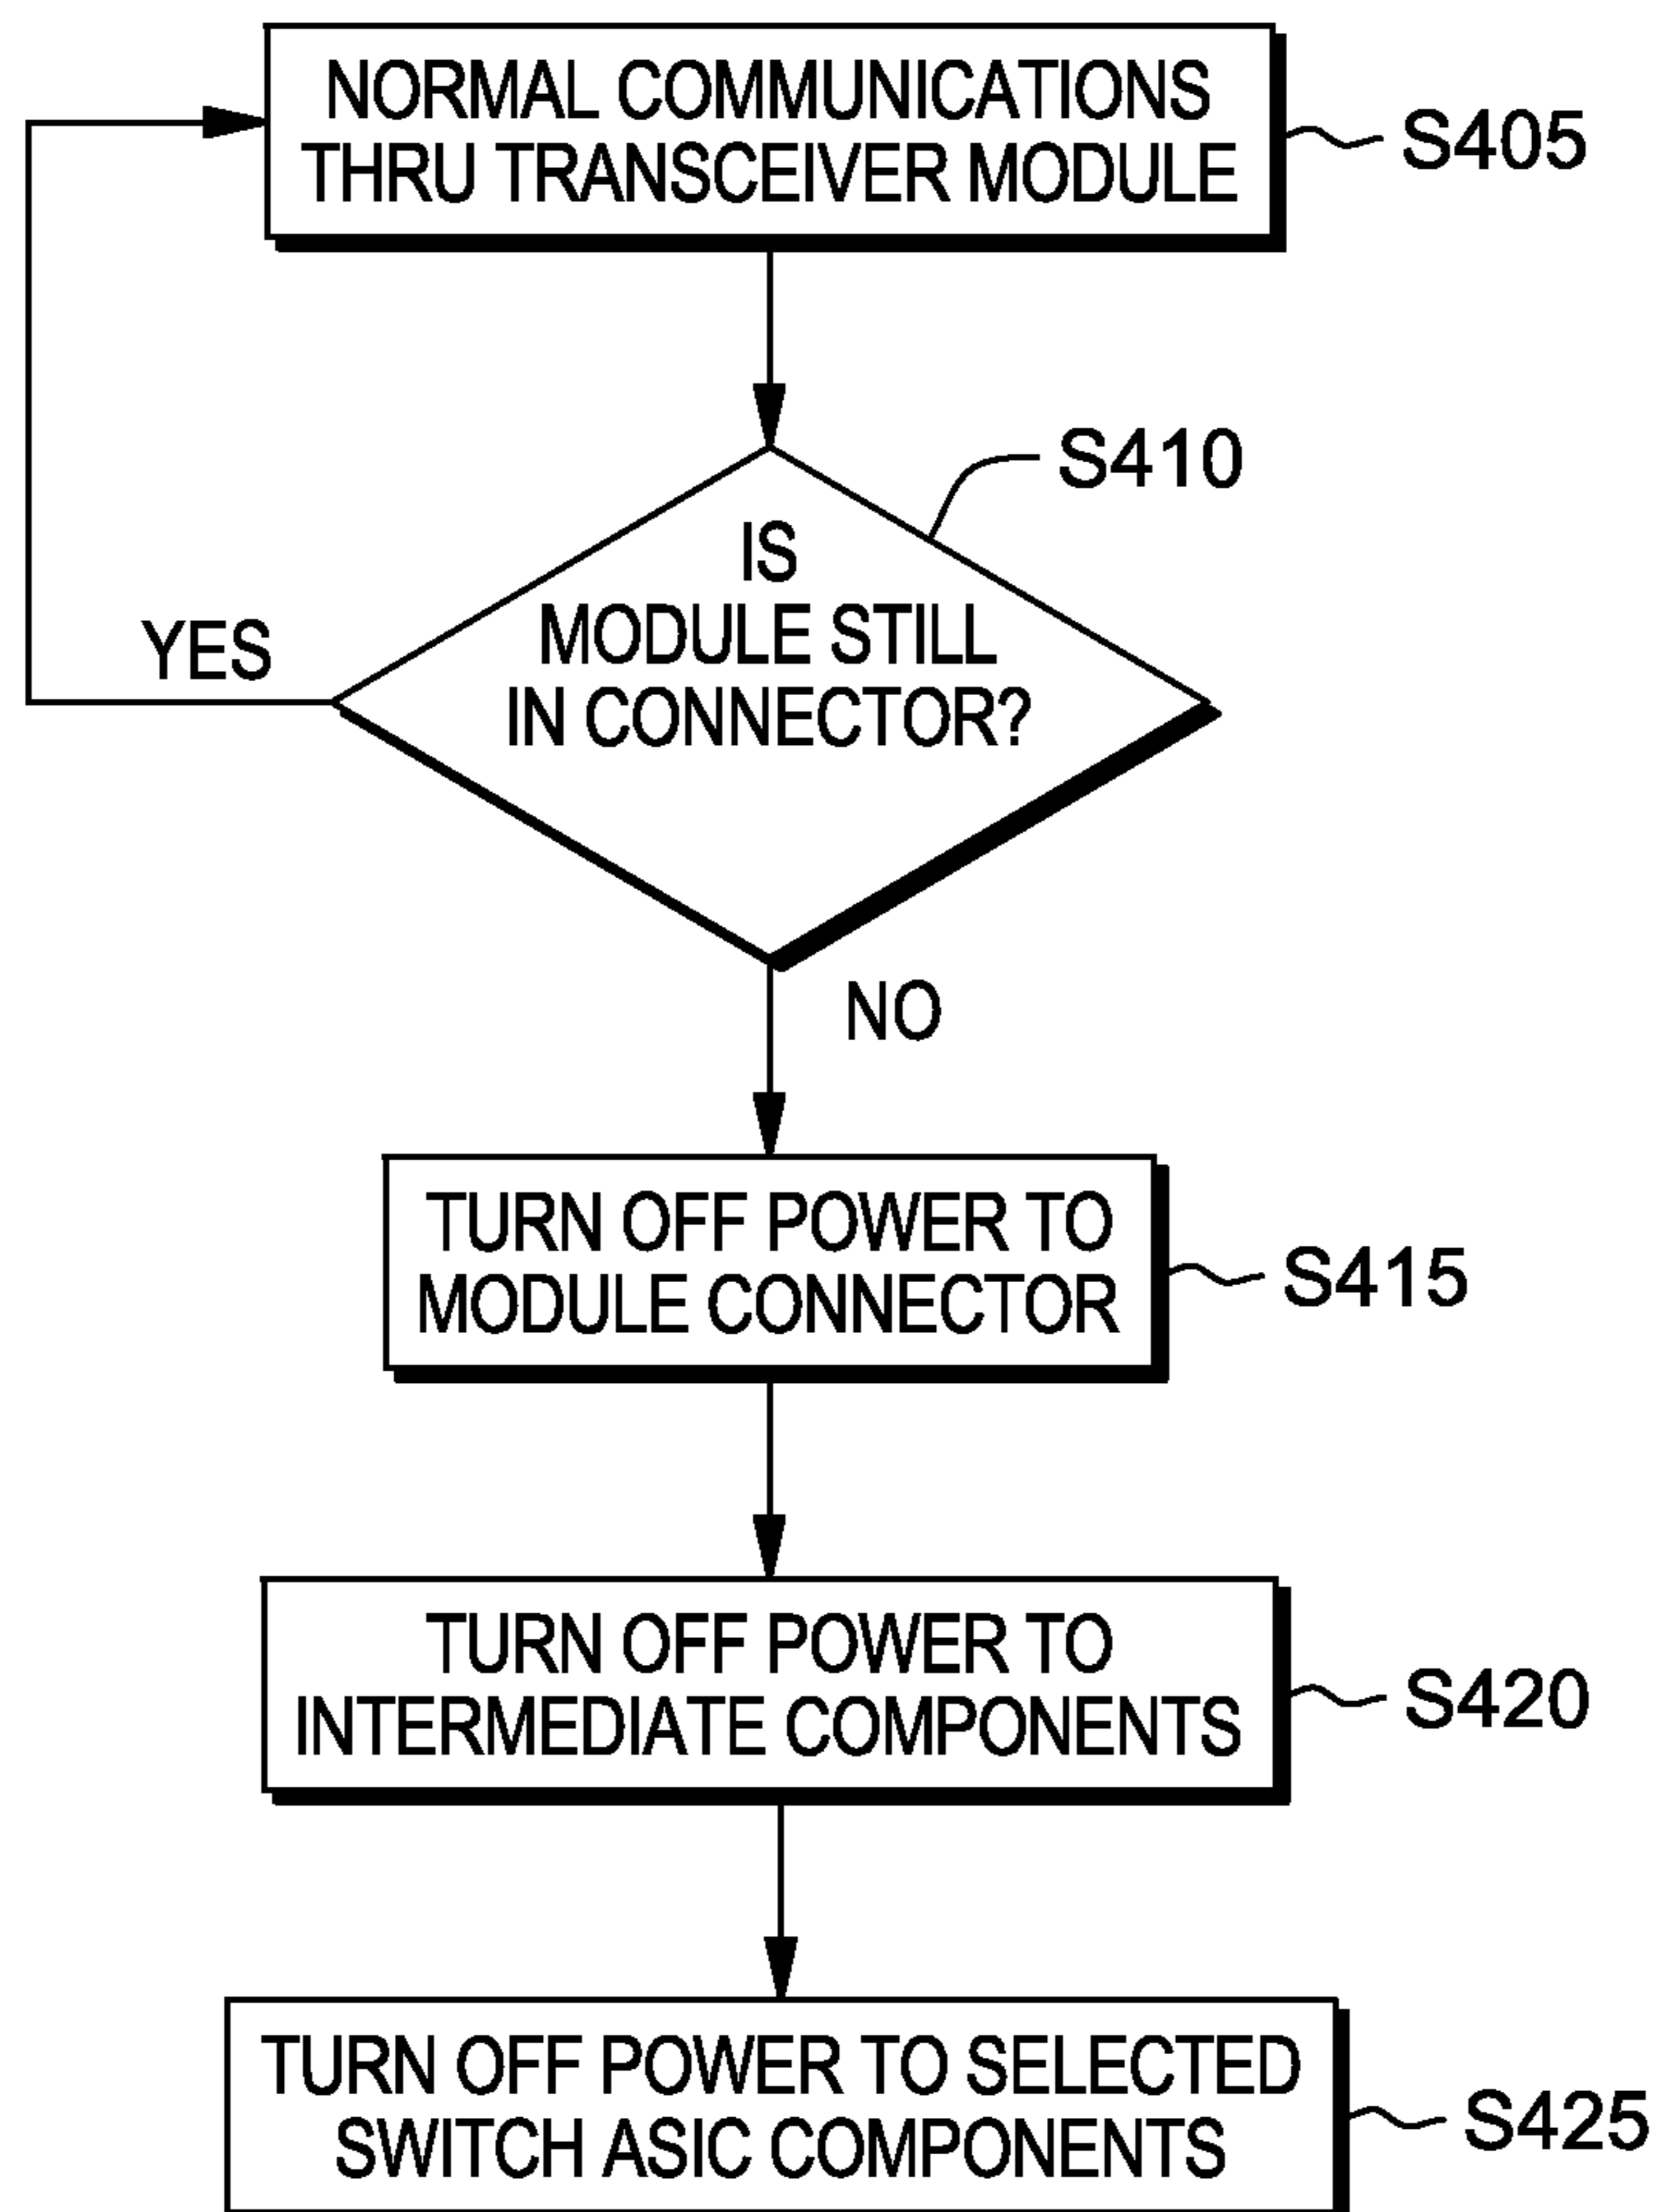 NORMAL COMMUNICATIONS
THRU TRANSCEIVER MODULE
S405
S410
IS
MODULE STILL
IN CONNECTOR?
YES
NO
TURN OFF POWER TO
MODULE CONNECTOR
S415
TURN OFF POWER TO
INTERMEDIATE COMPONENTS
S420
TURN OFF POWER TO SELECTED
SWITCH ASIC COMPONENTS
S425